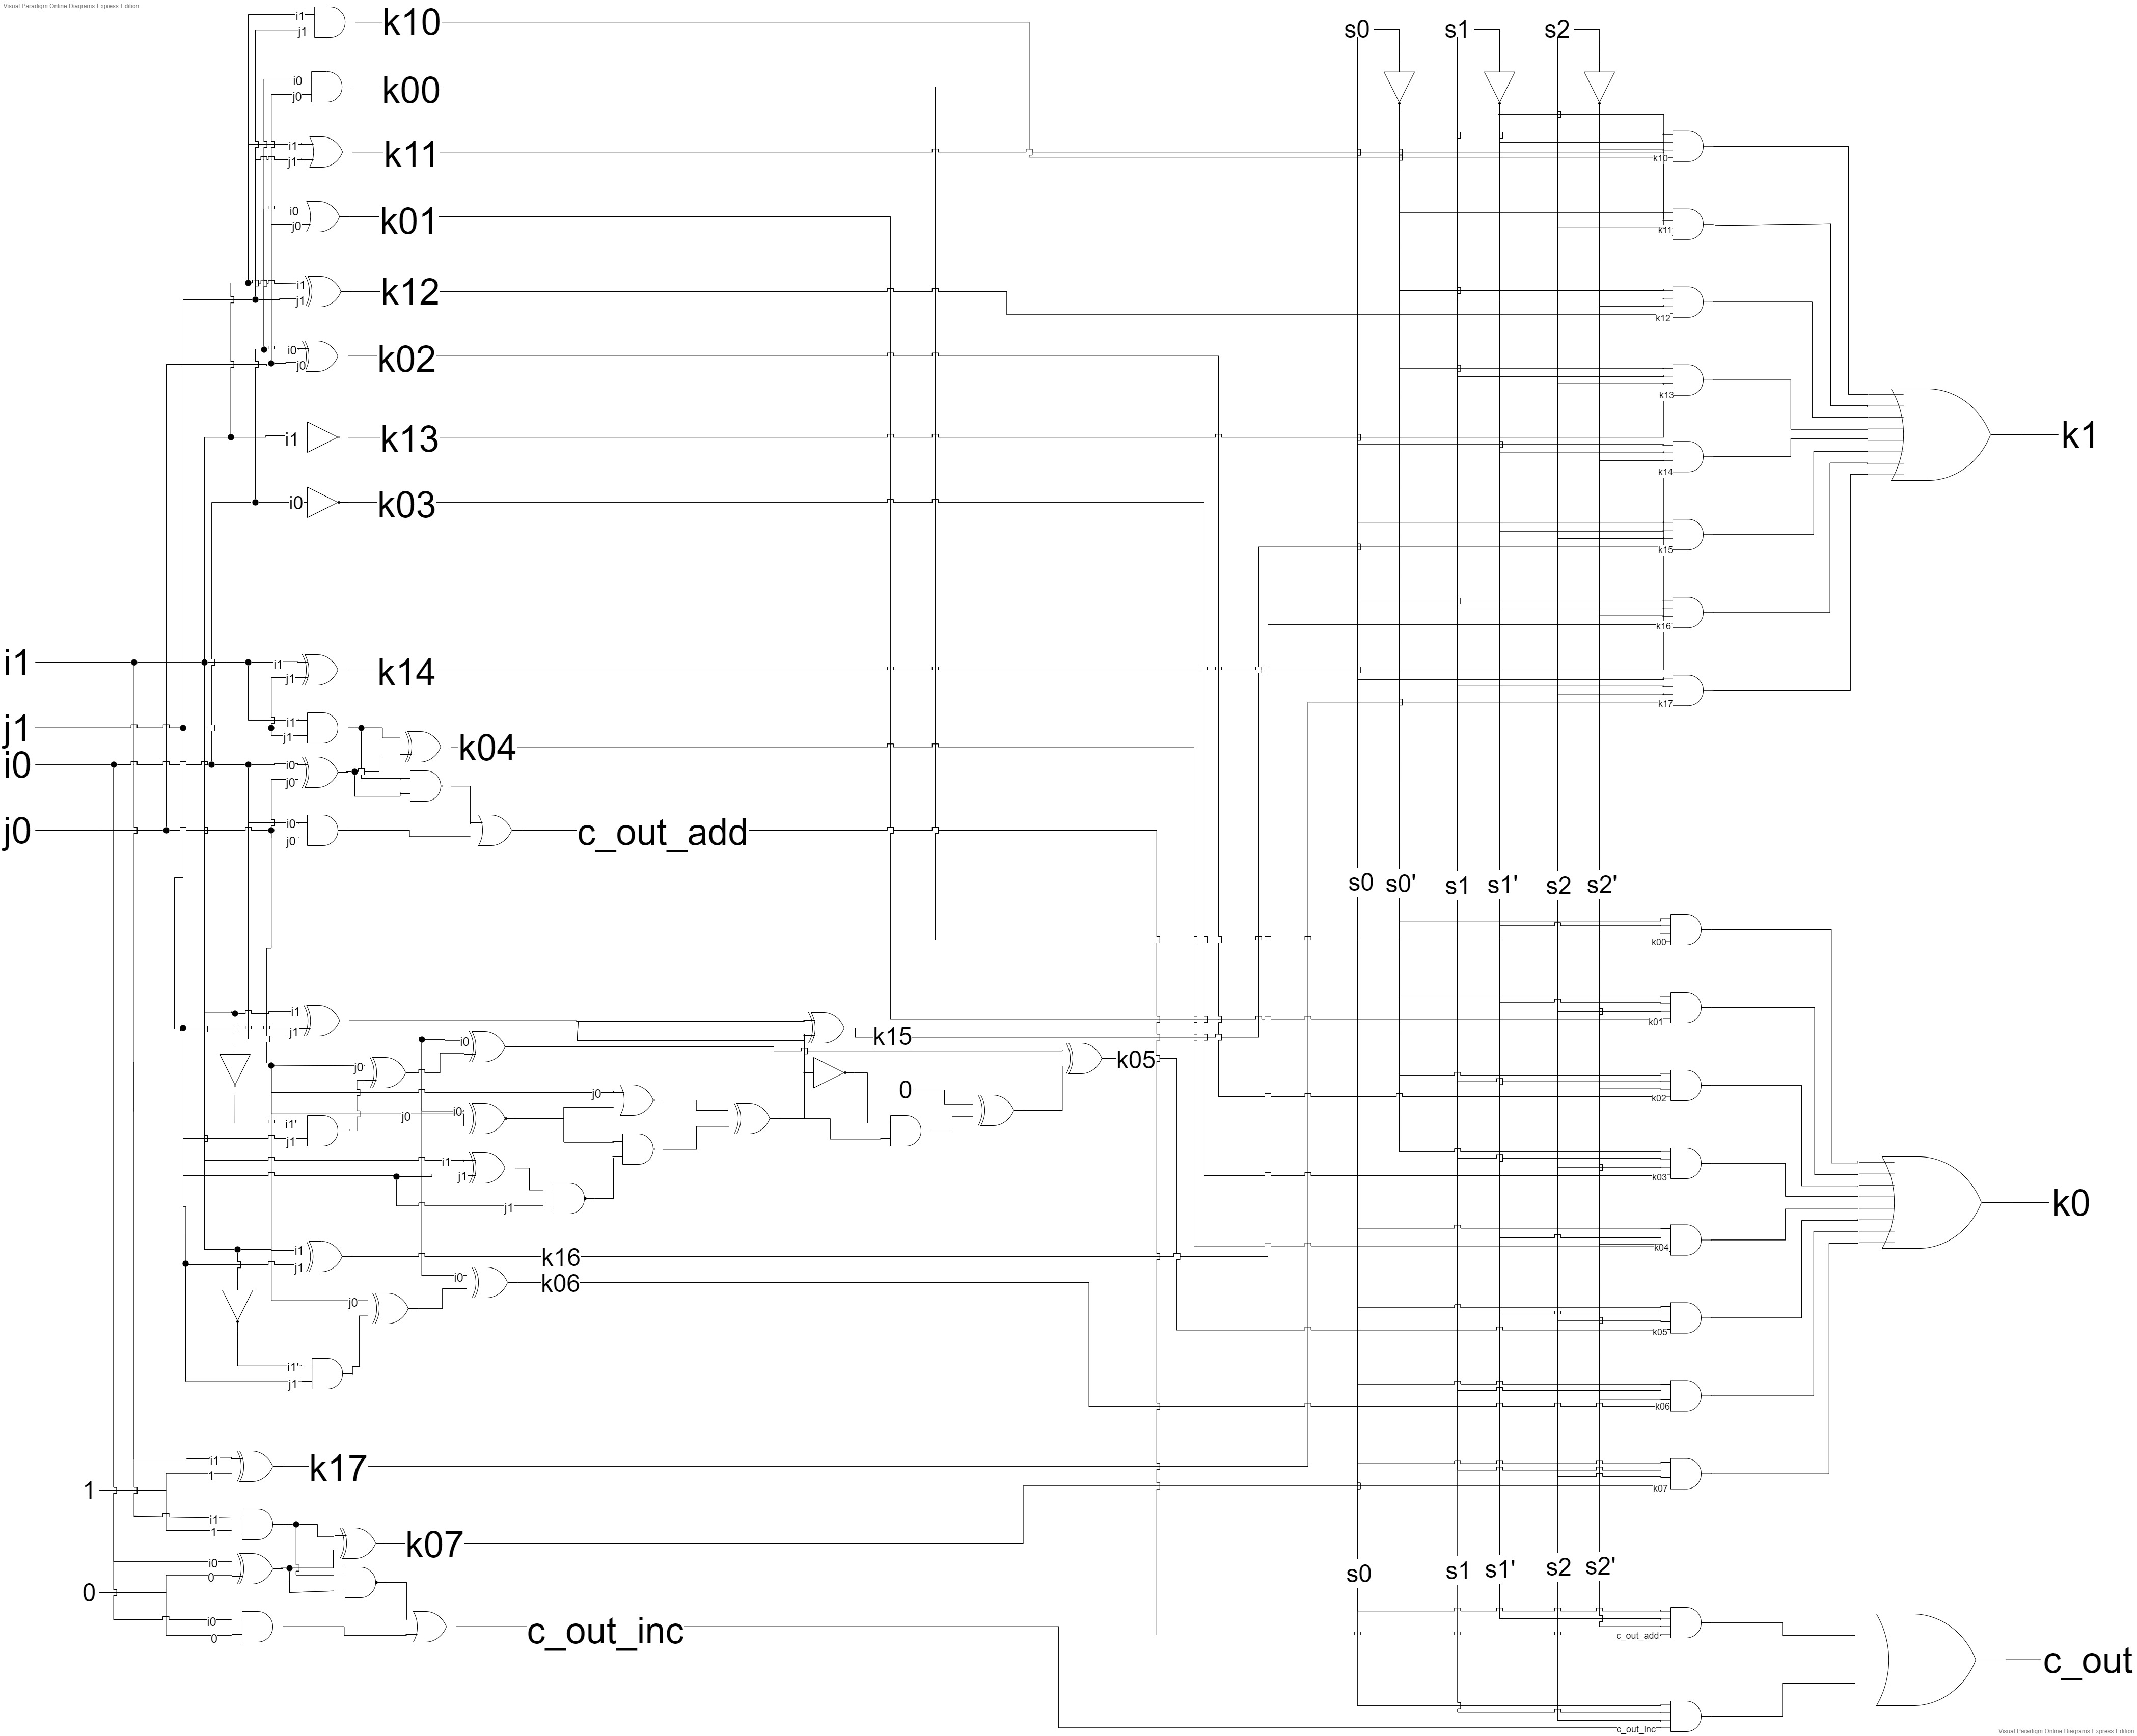 Visual Paradigm Online Diagrams Express Edition
i1
j1
k10
s0
s1
s2
i0
j0
k00
i1
j1
k11
k10
i0
j0
k01
k11
i1
j1
k12
k12
i0
j0
k02
k13
i1
k13
k1
k14
i0
k03
k15
k16
i1
i1
j1
k14
k17
j1
i1
j1
k04
i0
i0
j0
j0
i0
j0
c_out_add
s0
s0'
s1
s1'
s2
s2'
k00
i1
j1
k15
k01
i0
j0
k05
0
j0
k02
i0
j0
i1'
j1
i1
j1
k03
j1
k0
i1
j1
k16
k04
i0
k06
j0
k05
i1'
j1
k06
i1
1
k17
1
k07
i1
1
k07
i0
0
0
s0
s1
s1'
s2
s2'
i0
0
c_out_inc
c_out_add
c_out
c_out_inc
Visual Paradigm Online Diagrams Express Edition